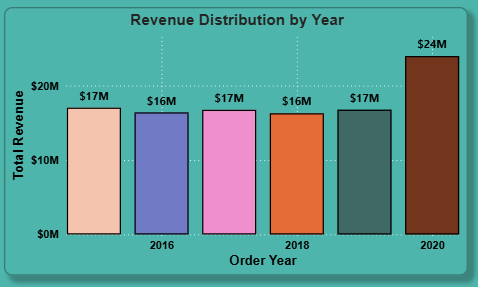 Revenue Distribution by Year
Total Revenue
$20M
$10M
$0M
$17M
$16M
$17M
$16M
$17M
$24M
2016
2018
2020
Order Year